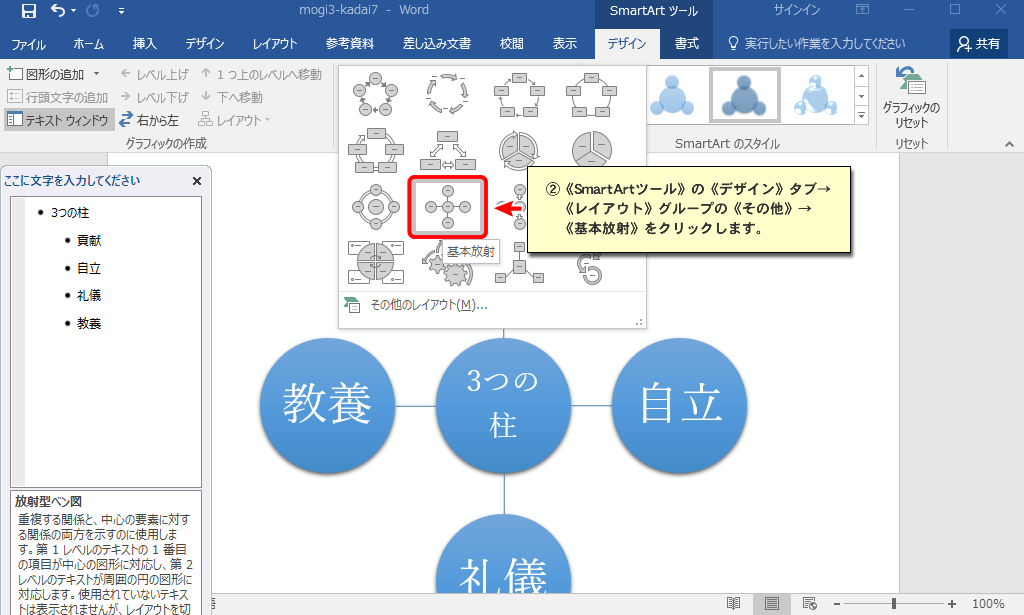 mogi3-kadai7 - Word
SmartArt ツール
サインイン
ファイル
ホーム
挿入
デザイン
レイアウト
参考資料
差し込み文書
校閲
表示
デザイン
書式
実行したい作業を入力してください
共有
図形の追加
レベル上げ
1 つ上のレベルへ移動
行頭文字の追加
レベル下げ
下へ移動
テキスト ウィンドウ
右から左
レイアウト
グラフィックの作成
SmartArt のスタイル
グラフィックの
リセット
リセット
ここに文字を入力してください
3つの柱
貢献
自立
礼儀
教養
②《SmartArtツール》の《デザイン》タブ→
《レイアウト》グループの《その他》→
《基本放射》をクリックします。
基本放射
その他のレイアウト(M)...
教養
3つの
柱
自立
礼儀
放射型ベン図
重複する関係と、中心の要素に対す
る関係の両方を示すのに使用しま
す。第 1 レベルのテキストの 1 番目
の項目が中心の図形に対応し、第 2
レベルのテキストが周囲の円の図形に
対応します。使用されていないテキス
トは表示されませんが、レイアウトを切
100%